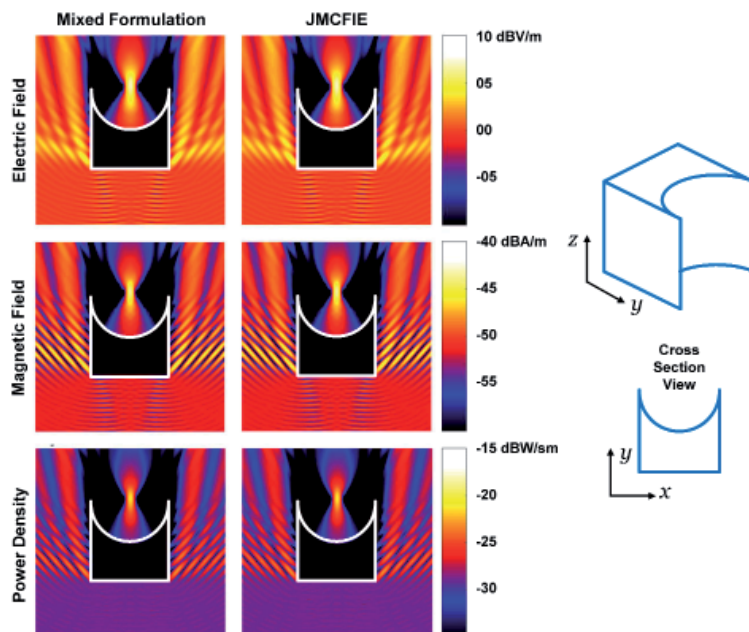 Mixed Formulation
JMCFIE
Electric Field
10 dBV/m
05
00
-05
Magnetic Field
-40 dBA/m
-45
-50
-55
Power Density
-15 dBW/sm
-20
-25
-30
z
y
Cross
Section
View
y
x